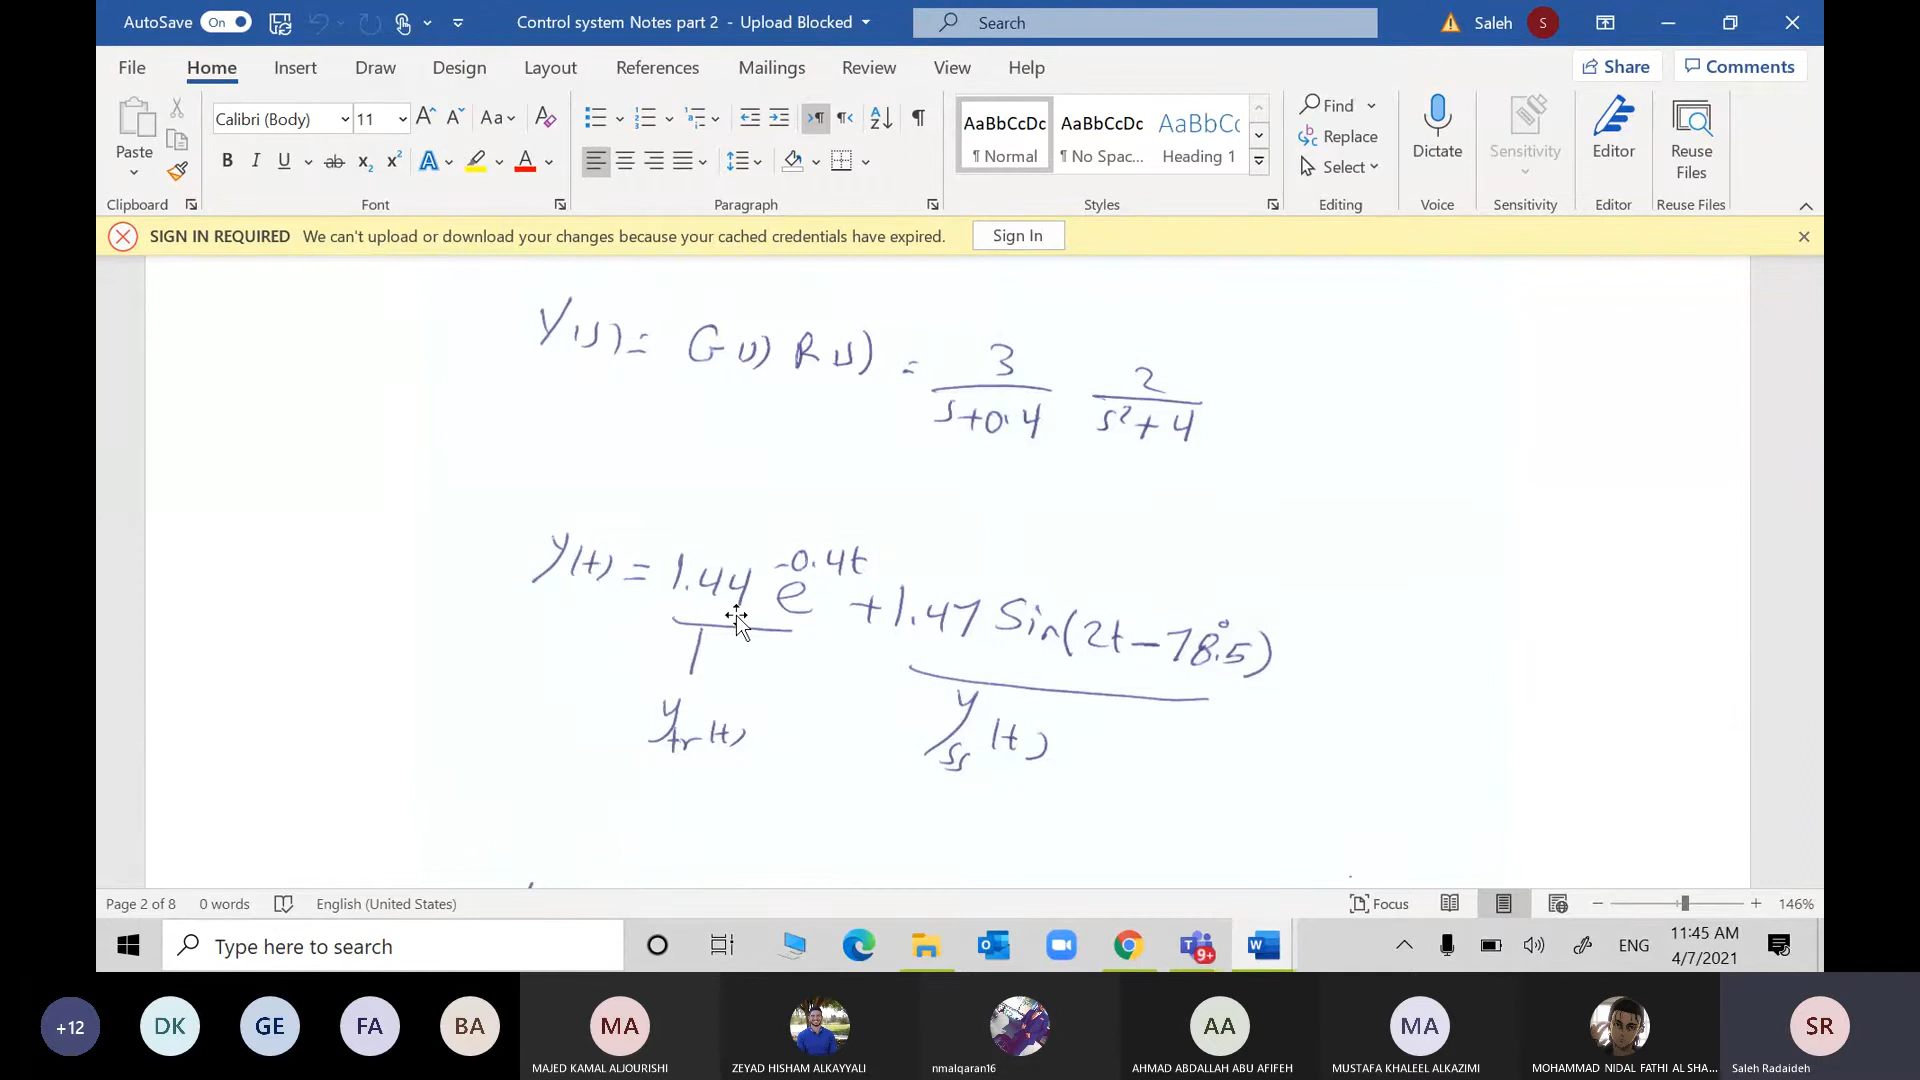 AutoSave On Control system Notes part 2 - Upload Blocked Search Saleh S
File Home Insert Draw Design Layout References Mailings Review View Help Share Comments
Paste Calibri (Body) 11 Aa AaBbCcDc AaBbCcDc AaBbCc Find Replace Select Dictate Sensitivity Editor Reuse Files
B I U ab x₂ x² A A ¶ Normal ¶ No Spac... Heading 1
Clipboard Font Paragraph Styles Editing Voice Sensitivity Editor Reuse Files
SIGN IN REQUIRED We can't upload or download your changes because your cached credentials have expired. Sign In
Y(s) = G(s) R(s) = 3/(s+0.4) 2/(s²+4)
y(t) = 1.44 e^-0.4t + 1.47 Sin(2t - 78.5°)
y_tr(t) y_ss(t)
Page 2 of 8 0 words English (United States) Focus 146%
Type here to search 9+ ENG 11:45 AM
4/7/2021
+12 DK GE FA BA MA AA MA SR
MAJED KAMAL ALJOURISHI ZEYAD HISHAM ALKAYYALI nmalqaran16 AHMAD ABDALLAH ABU AFIFEH MUSTAFA KHALEEL ALKAZIMI MOHAMMAD NIDAL FATHI AL SHA... Saleh Radaideh